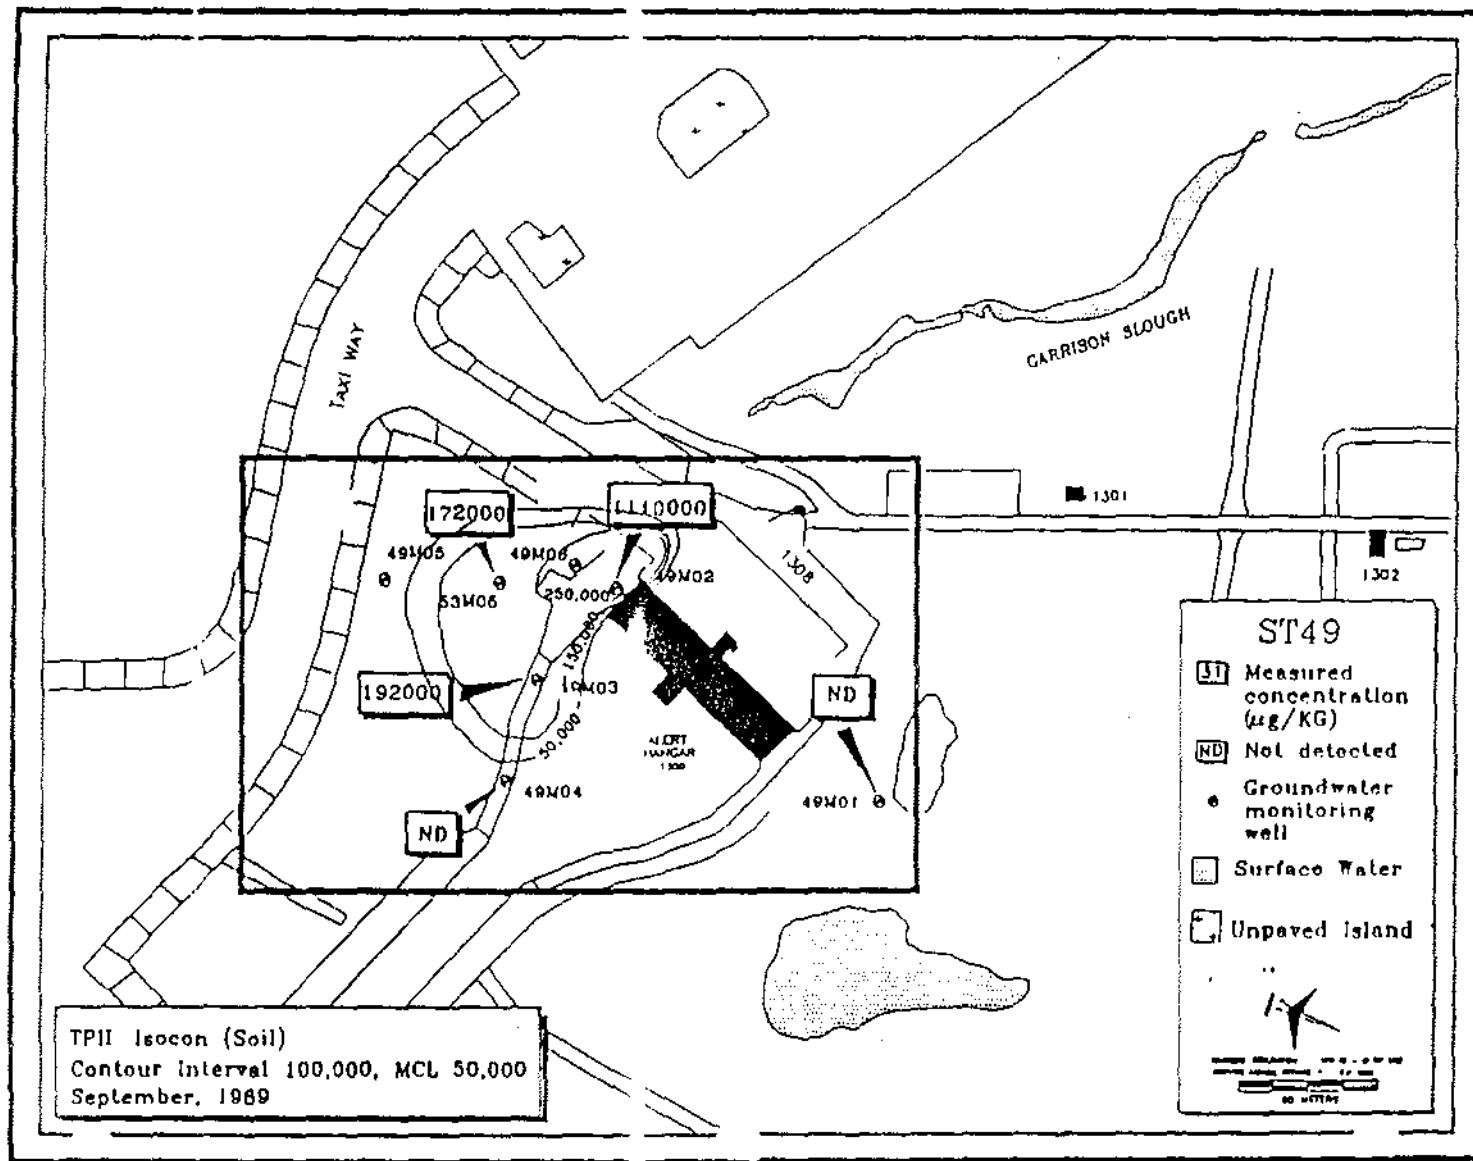 TAXI WAY
GARRISON SLOUGH
1301
1302
1308
172000
1110000
49M05
49M06
53M06
49M02
250,000
150,000
50,000
192000
ND
ALERT
HANGAR
49M04
49M01
ND
ST49
Measured
concentration
(µg/KG)
ND Not detected
Groundwater
monitoring
well
Surface Water
Unpaved Island
METERS
TPII Isocon (Soil)
Contour Interval 100,000, MCL 50,000
September, 1989